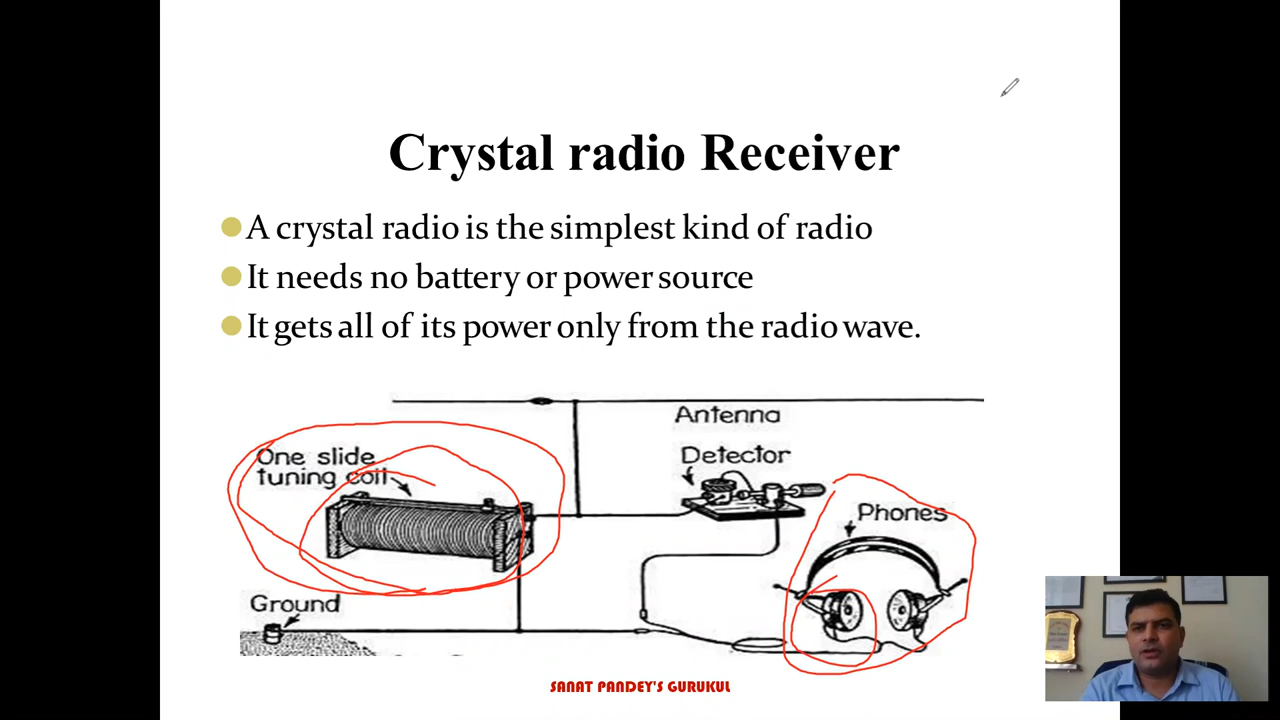 Crystal radio Receiver
A crystal radio is the simplest kind of radio
It needs no battery or power source
It gets all of its power only from the radio wave.
Antenna
One slide
tuning coil
Detector
Phones
Ground
SANAT PANDEY'S GURUKUL